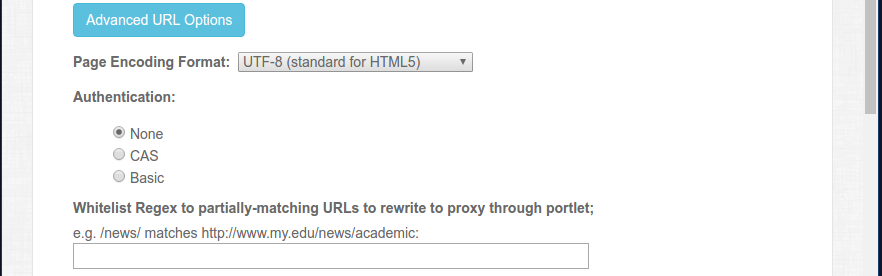 Advanced URL Options
Page Encoding Format: UTF-8 (standard for HTML5)
Authentication:
None
CAS
Basic
Whitelist Regex to partially-matching URLs to rewrite to proxy through portlet;
e.g. /news/ matches http://www.my.edu/news/academic: